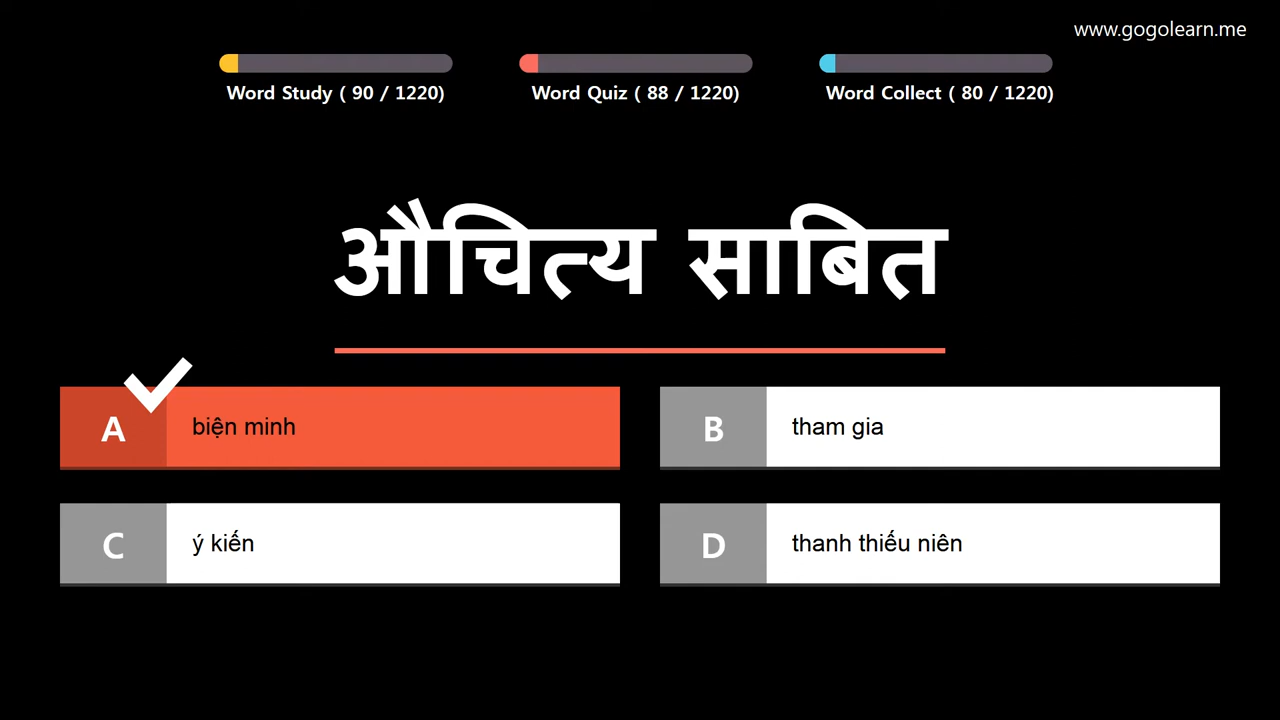 www.gogolearn.me
Word Study ( 90 / 1220)
Word Quiz ( 88 / 1220)
Word Collect ( 80 / 1220)
औचित्य साबित
A
biện minh
B
tham gia
C
ý kiến
D
thanh thiếu niên